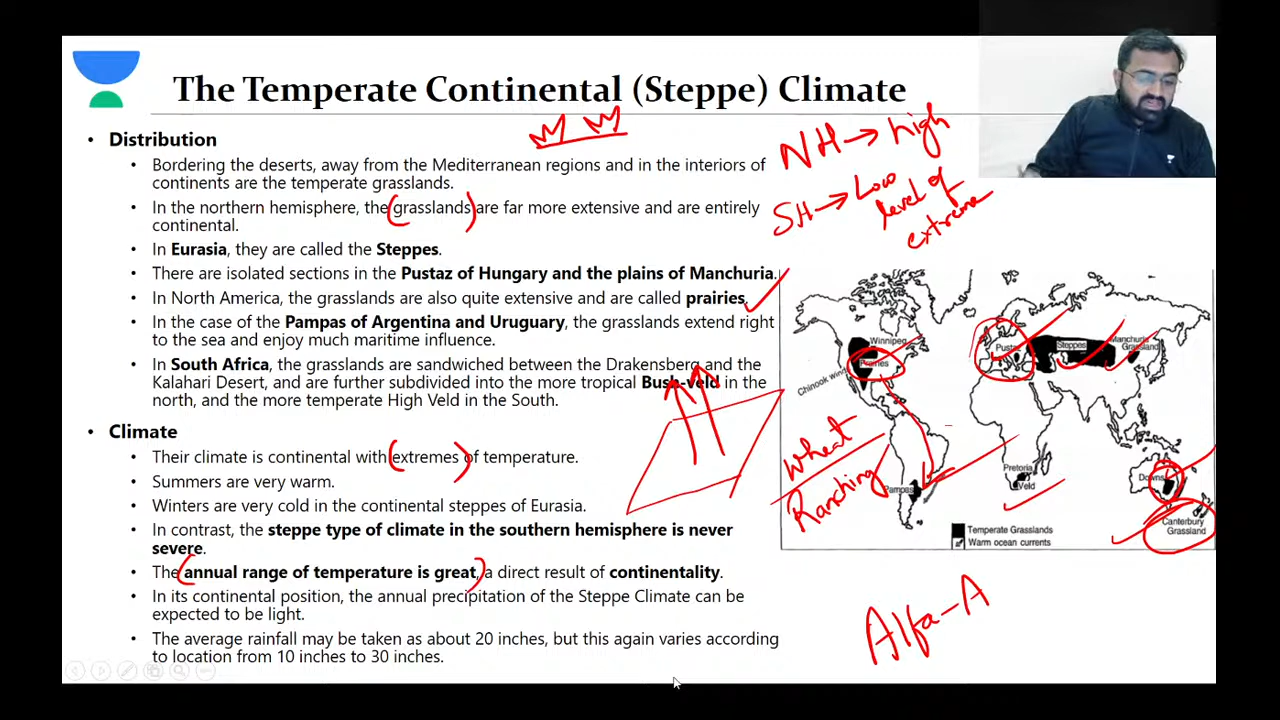 The Temperate Continental (Steppe) Climate
• Distribution
• Bordering the deserts, away from the Mediterranean regions and in the interiors of
continents are the temperate grasslands.
• In the northern hemisphere, the (grasslands) are far more extensive and are entirely
continental.
• In Eurasia, they are called the Steppes.
• There are isolated sections in the Pustaz of Hungary and the plains of Manchuria.
• In North America, the grasslands are also quite extensive and are called prairies.
• In the case of the Pampas of Argentina and Uruguary, the grasslands extend right
to the sea and enjoy much maritime influence.
• In South Africa, the grasslands are sandwiched between the Drakensberg and the
Kalahari Desert, and are further subdivided into the more tropical Bush-veld in the
north, and the more temperate High Veld in the South.
• Climate
• Their climate is continental with (extremes) of temperature.
• Summers are very warm.
• Winters are very cold in the continental steppes of Eurasia.
• In contrast, the steppe type of climate in the southern hemisphere is never
severe.
• The (annual range of temperature is great,) a direct result of continentality.
• In its continental position, the annual precipitation of the Steppe Climate can be
expected to be light.
• The average rainfall may be taken as about 20 inches, but this again varies according
to location from 10 inches to 30 inches.
NH → high
SH → Low
level of
extreme
Winnipeg
Prairies
Chinook wind
Pustaz
Steppes
Manchuria
Grassland
Wheat
Ranching
Pampas
Pretoria
Veld
Downs
Canterbury
Grassland
Temperate Grasslands
Warm ocean currents
Alfa-A